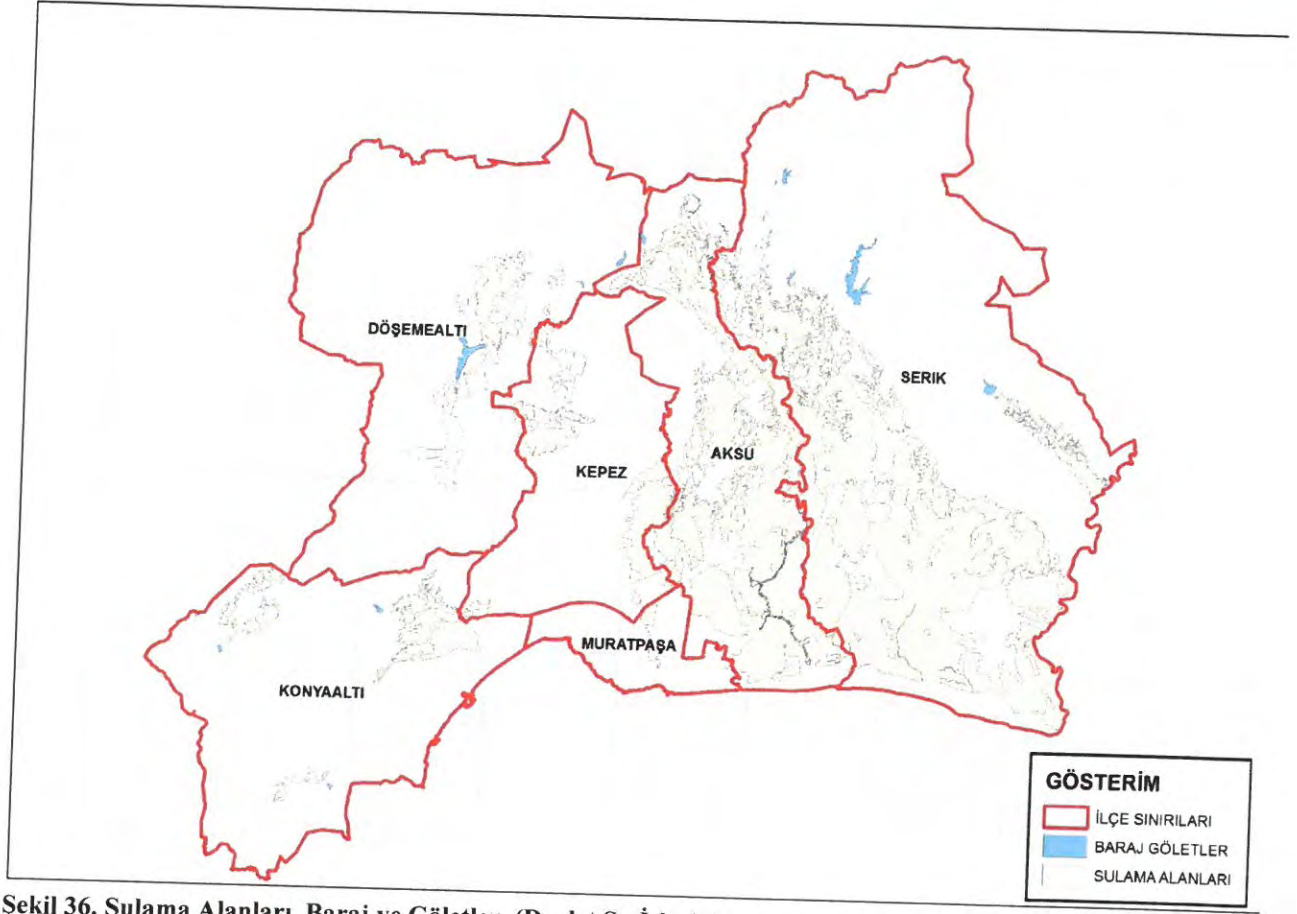 DÖŞEMEALTI
SERIK
AKSU
KEPEZ
MURATPAŞA
KONYAALTI
GÖSTERİM
İLÇE SINIRILARI
BARAJ GÖLETLER
SULAMA ALANLARI
Şekil 36. Sulama Alanları, Baraj ve Göletler